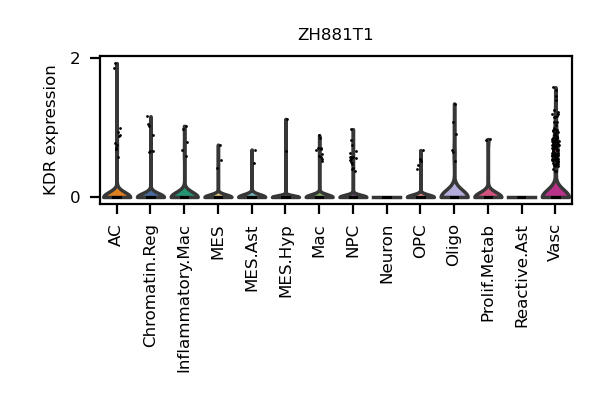 ZH881T1
KDR expression
2
0
AC
Chromatin.Reg
Inflammatory.Mac
MES
MES.Ast
MES.Hyp
Mac
NPC
Neuron
OPC
Oligo
Prolif.Metab
Reactive.Ast
Vasc